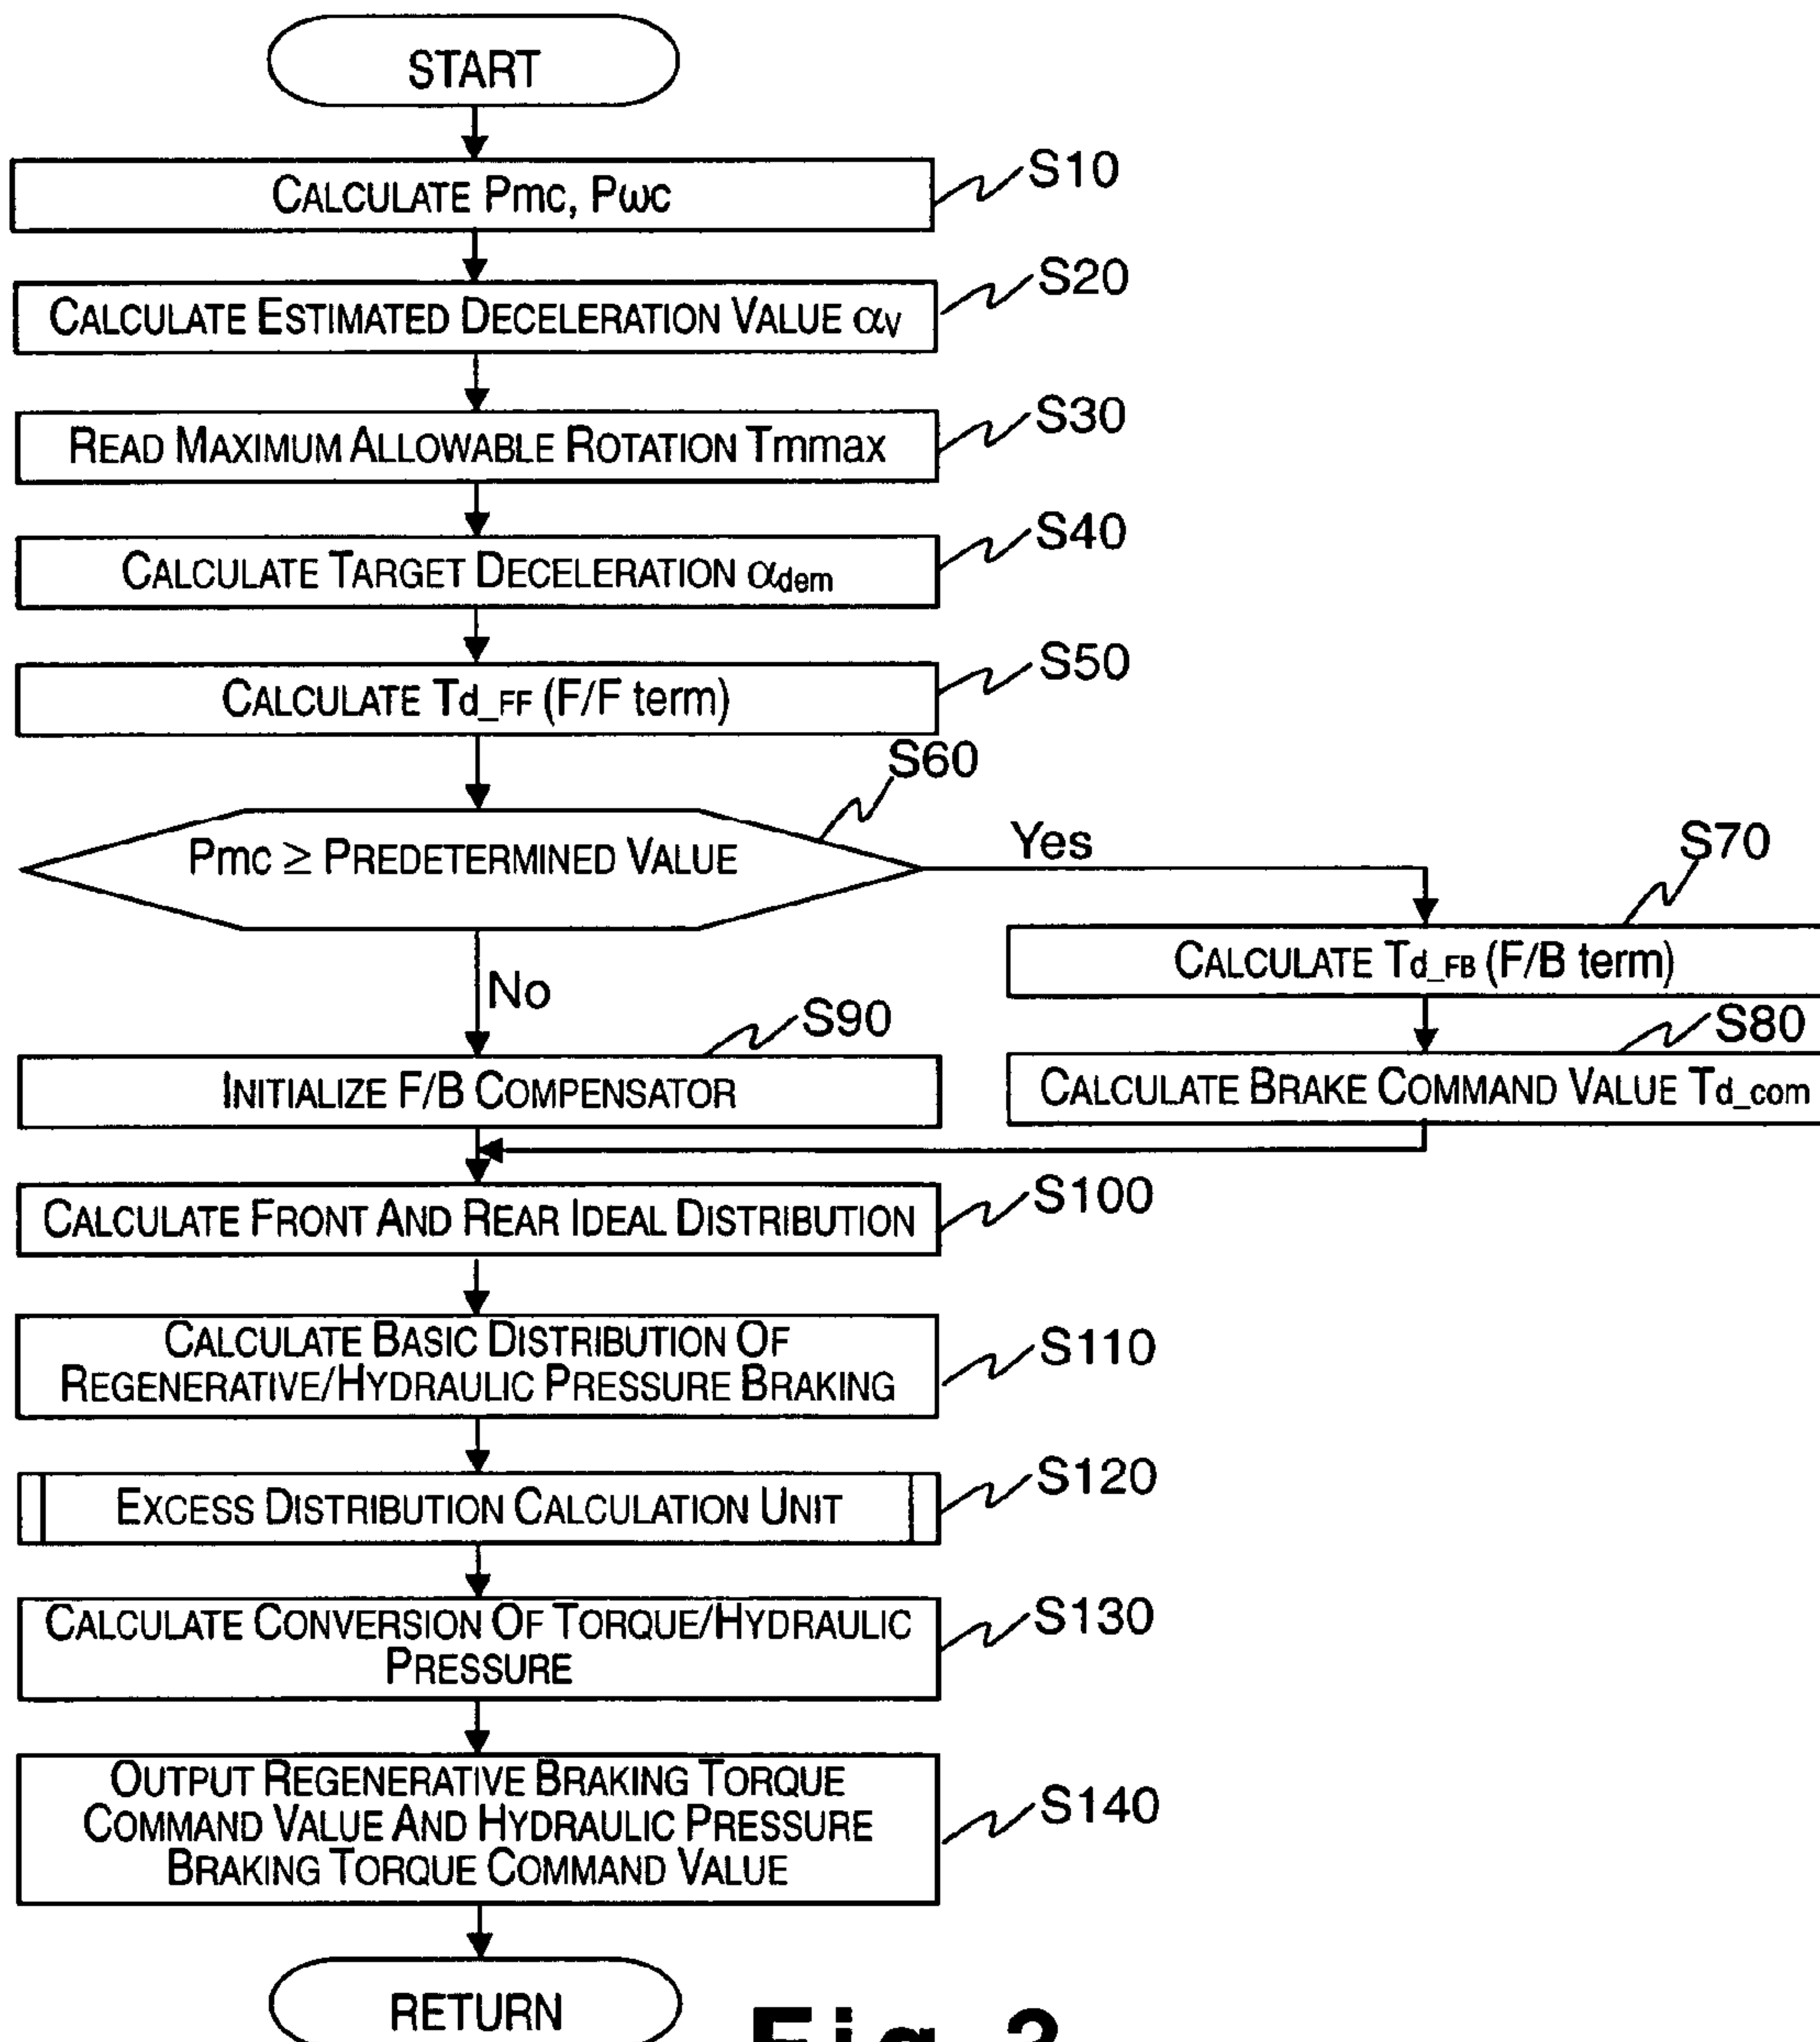 START
CALCULATE Pmc, Pωc
S10
CALCULATE ESTIMATED DECELERATION VALUE αv
S20
READ MAXIMUM ALLOWABLE ROTATION Tmmax
S30
CALCULATE TARGET DECELERATION αdem
S40
CALCULATE Td_FF (F/F term)
S50
Pmc ≥ PREDETERMINED VALUE
S60
Yes
No
CALCULATE Td_FB (F/B term)
S70
CALCULATE BRAKE COMMAND VALUE Td_com
S80
INITIALIZE F/B COMPENSATOR
S90
CALCULATE FRONT AND REAR IDEAL DISTRIBUTION
S100
CALCULATE BASIC DISTRIBUTION OF
REGENERATIVE/HYDRAULIC PRESSURE BRAKING
S110
EXCESS DISTRIBUTION CALCULATION UNIT
S120
CALCULATE CONVERSION OF TORQUE/HYDRAULIC
PRESSURE
S130
OUTPUT REGENERATIVE BRAKING TORQUE
COMMAND VALUE AND HYDRAULIC PRESSURE
BRAKING TORQUE COMMAND VALUE
S140
RETURN